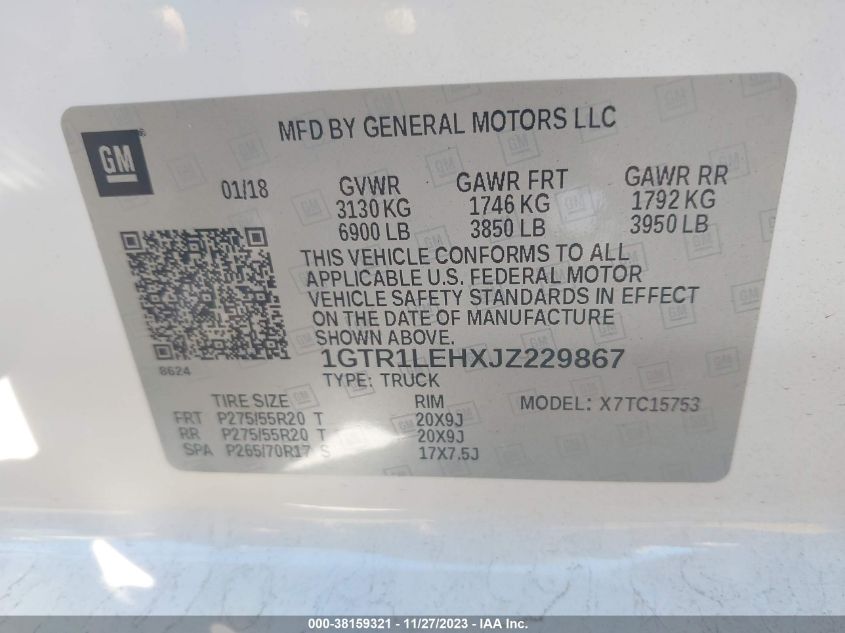 GM
MFD BY GENERAL MOTORS LLC
01/18 GVWR GAWR FRT GAWR RR
3130 KG 1746 KG 1792 KG
6900 LB 3850 LB 3950 LB
THIS VEHICLE CONFORMS TO ALL
APPLICABLE U.S. FEDERAL MOTOR
VEHICLE SAFETY STANDARDS IN EFFECT
ON THE DATE OF MANUFACTURE
SHOWN ABOVE.
8624
1GTR1LEHXJZ229867
TYPE: TRUCK
TIRE SIZE RIM MODEL: X7TC15753
FRT P275/55R20 T 20X9J
RR P275/55R20 T 20X9J
SPA P265/70R17 S 17X7.5J
000-38159321 - 11/27/2023 - IAA, Inc.